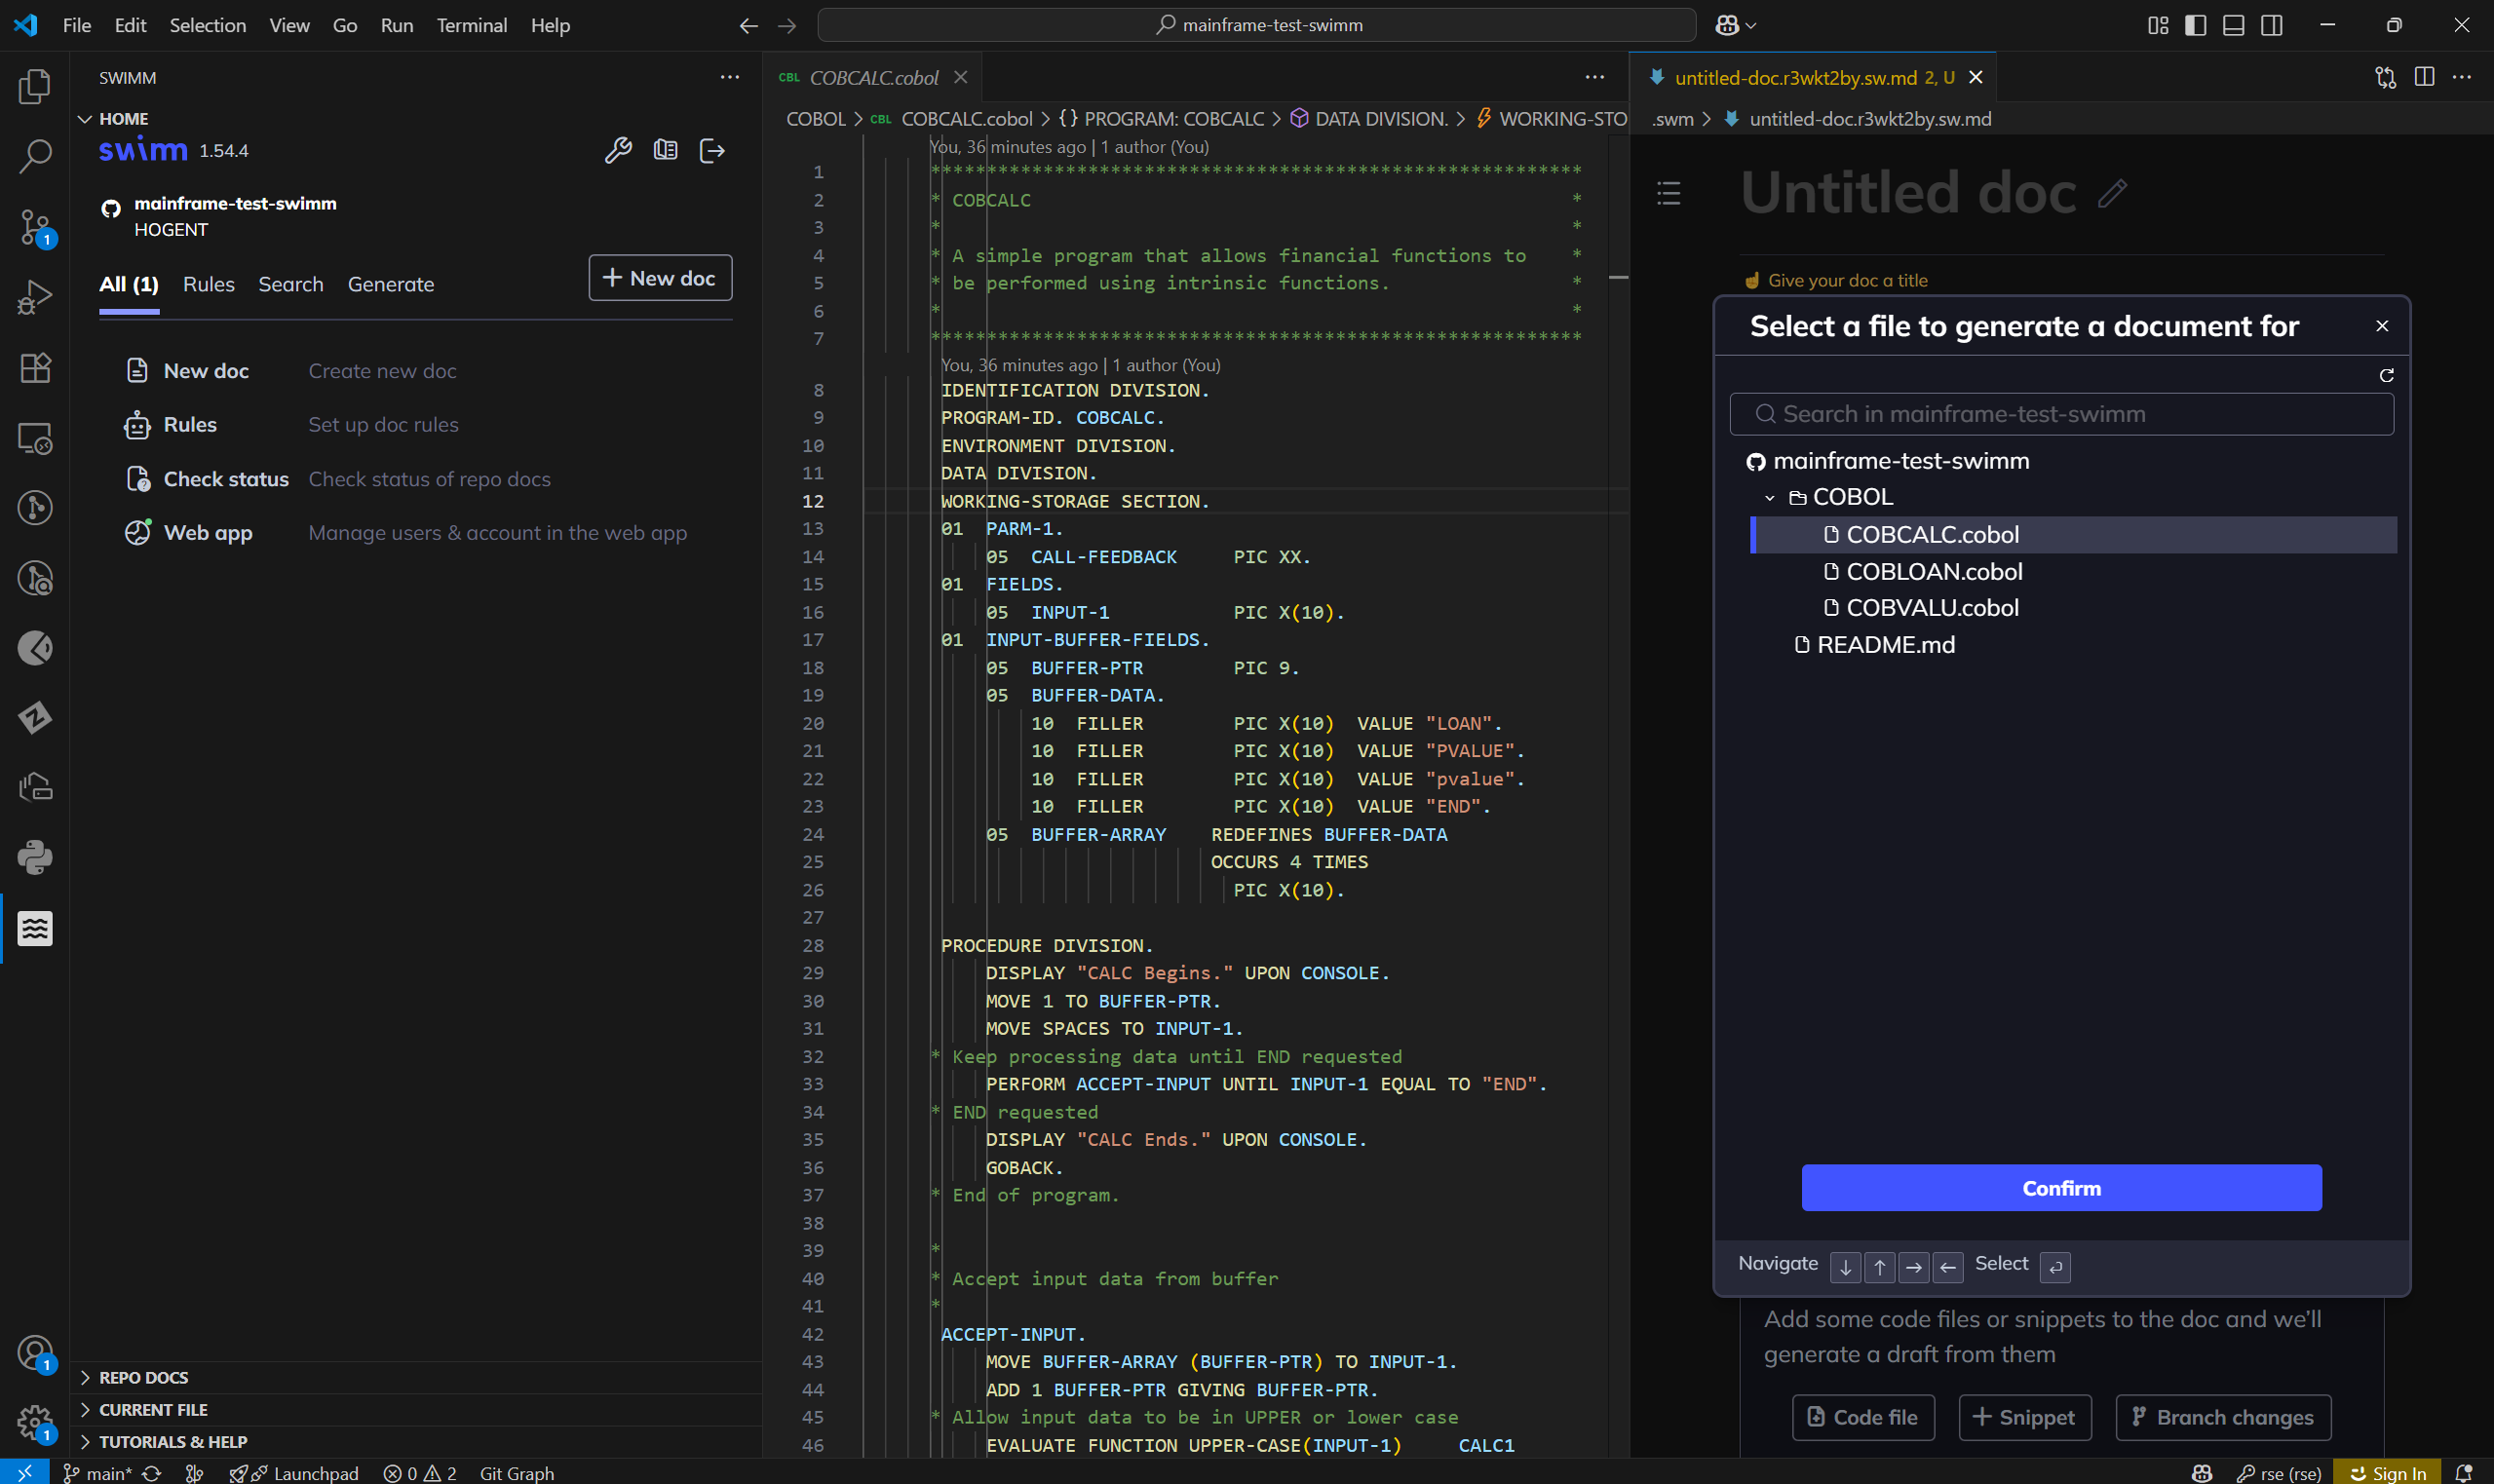 File Edit Selection View Go Run Terminal Help
mainframe-test-swimm
SWIMM
HOME
swimm 1.54.4
mainframe-test-swimm
HOGENT
All (1) Rules Search Generate
+ New doc
New doc Create new doc
Rules Set up doc rules
Check status Check status of repo docs
Web app Manage users & account in the web app
REPO DOCS
CURRENT FILE
TUTORIALS & HELP
CBL COBCALC.cobol
COBOL > CBL COBCALC.cobol > {} PROGRAM: COBCALC > DATA DIVISION. > WORKING-STO
You, 36 minutes ago | 1 author (You)
1 **********************************************************
2 * COBCALC *
3 * *
4 * A simple program that allows financial functions to *
5 * be performed using intrinsic functions. *
6 * *
7 **********************************************************
You, 36 minutes ago | 1 author (You)
8 IDENTIFICATION DIVISION.
9 PROGRAM-ID. COBCALC.
10 ENVIRONMENT DIVISION.
11 DATA DIVISION.
12 WORKING-STORAGE SECTION.
13 01 PARM-1.
14 05 CALL-FEEDBACK PIC XX.
15 01 FIELDS.
16 05 INPUT-1 PIC X(10).
17 01 INPUT-BUFFER-FIELDS.
18 05 BUFFER-PTR PIC 9.
19 05 BUFFER-DATA.
20 10 FILLER PIC X(10) VALUE "LOAN".
21 10 FILLER PIC X(10) VALUE "PVALUE".
22 10 FILLER PIC X(10) VALUE "pvalue".
23 10 FILLER PIC X(10) VALUE "END".
24 05 BUFFER-ARRAY REDEFINES BUFFER-DATA
25 OCCURS 4 TIMES
26 PIC X(10).
27
28 PROCEDURE DIVISION.
29 DISPLAY "CALC Begins." UPON CONSOLE.
30 MOVE 1 TO BUFFER-PTR.
31 MOVE SPACES TO INPUT-1.
32 * Keep processing data until END requested
33 PERFORM ACCEPT-INPUT UNTIL INPUT-1 EQUAL TO "END".
34 * END requested
35 DISPLAY "CALC Ends." UPON CONSOLE.
36 GOBACK.
37 * End of program.
38
39 *
40 * Accept input data from buffer
41 *
42 ACCEPT-INPUT.
43 MOVE BUFFER-ARRAY (BUFFER-PTR) TO INPUT-1.
44 ADD 1 BUFFER-PTR GIVING BUFFER-PTR.
45 * Allow input data to be in UPPER or lower case
46 EVALUATE FUNCTION UPPER-CASE(INPUT-1) CALC1
untitled-doc.r3wkt2by.sw.md 2, U
.swm > untitled-doc.r3wkt2by.sw.md
Untitled doc
Give your doc a title
Select a file to generate a document for
Search in mainframe-test-swimm
mainframe-test-swimm
COBOL
COBCALC.cobol
COBLOAN.cobol
COBVALU.cobol
README.md
Confirm
Navigate ↓ ↑ → ← Select ↵
Add some code files or snippets to the doc and we'll
generate a draft from them
Code file + Snippet Branch changes
1
1
1
main* Launchpad 0 2 Git Graph
rse (rse) Sign In